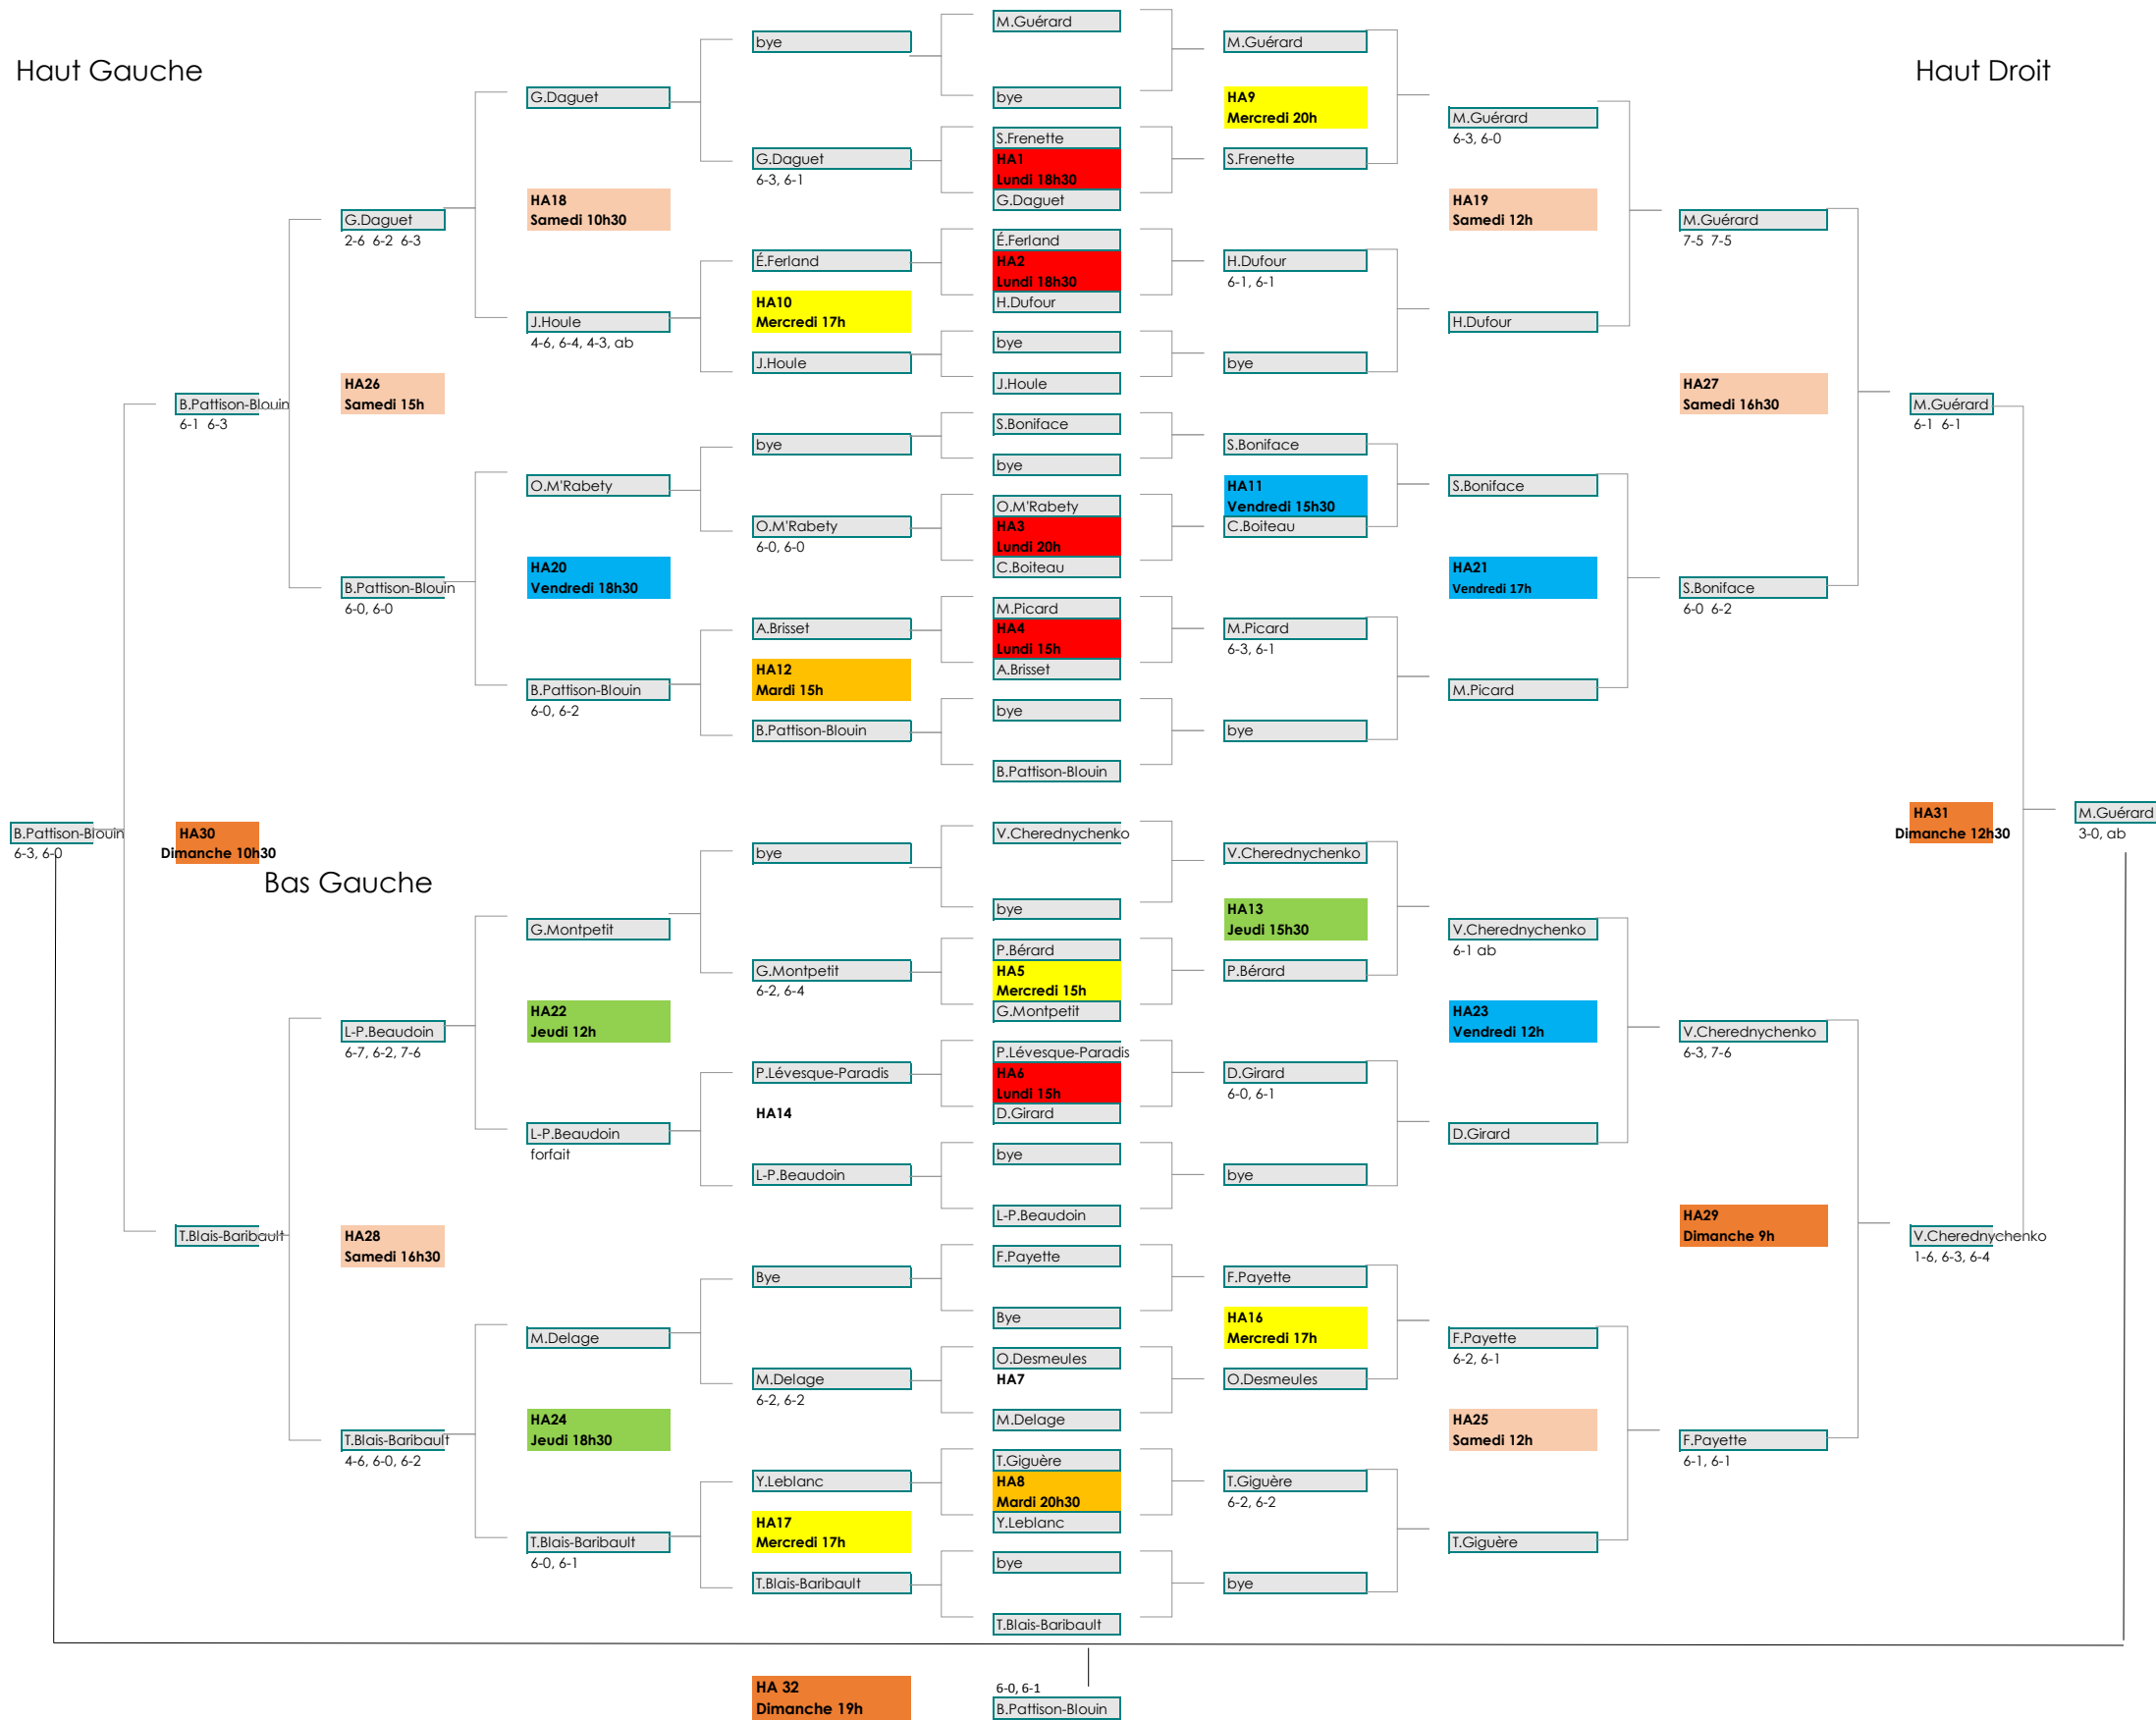 Haut Gauche
Haut Droit
B.Pattison-Blouin
6-3, 6-0
B.Pattison-Blouin
6-1  6-3
HA30
Dimanche 10h30
Bas Gauche
T.Blais-Baribault
G.Daguet
2-6  6-2  6-3
HA26
Samedi 15h
B.Pattison-Blouin
6-0, 6-0
L-P.Beaudoin
6-7, 6-2, 7-6
HA28
Samedi 16h30
T.Blais-Baribault
4-6, 6-0, 6-2
G.Daguet
HA18
Samedi 10h30
J.Houle
4-6, 6-4, 4-3, ab
O.M'Rabety
HA20
Vendredi 18h30
B.Pattison-Blouin
6-0, 6-2
G.Montpetit
HA22
Jeudi 12h
L-P.Beaudoin
forfait
M.Delage
HA24
Jeudi 18h30
T.Blais-Baribault
6-0, 6-1
bye
G.Daguet
6-3, 6-1
É.Ferland
HA10
Mercredi 17h
J.Houle
bye
O.M'Rabety
6-0, 6-0
A.Brisset
HA12
Mardi 15h
B.Pattison-Blouin
bye
G.Montpetit
6-2, 6-4
P.Lévesque-Paradis
HA14
L-P.Beaudoin
Bye
M.Delage
6-2, 6-2
Y.Leblanc
HA17
Mercredi 17h
T.Blais-Baribault
M.Guérard
bye
S.Frenette
HA1
Lundi 18h30
G.Daguet
É.Ferland
HA2
Lundi 18h30
H.Dufour
bye
J.Houle
S.Boniface
bye
O.M'Rabety
HA3
Lundi 20h
C.Boiteau
M.Picard
HA4
Lundi 15h
A.Brisset
bye
B.Pattison-Blouin
V.Cherednychenko
bye
P.Bérard
HA5
Mercredi 15h
G.Montpetit
P.Lévesque-Paradis
HA6
Lundi 15h
D.Girard
bye
L-P.Beaudoin
F.Payette
Bye
O.Desmeules
HA7
M.Delage
T.Giguère
HA8
Mardi 20h30
Y.Leblanc
bye
T.Blais-Baribault
M.Guérard
HA9
Mercredi 20h
S.Frenette
H.Dufour
6-1, 6-1
bye
S.Boniface
HA11
Vendredi 15h30
C.Boiteau
M.Picard
6-3, 6-1
bye
V.Cherednychenko
HA13
Jeudi 15h30
P.Bérard
D.Girard
6-0, 6-1
bye
F.Payette
HA16
Mercredi 17h
O.Desmeules
T.Giguère
6-2, 6-2
bye
M.Guérard
6-3, 6-0
HA19
Samedi 12h
H.Dufour
S.Boniface
HA21
Vendredi 17h
M.Picard
V.Cherednychenko
6-1 ab
HA23
Vendredi 12h
D.Girard
F.Payette
6-2, 6-1
HA25
Samedi 12h
T.Giguère
M.Guérard
7-5  7-5
HA27
Samedi 16h30
S.Boniface
6-0  6-2
V.Cherednychenko
6-3, 7-6
HA29
Dimanche 9h
F.Payette
6-1, 6-1
M.Guérard
6-1  6-1
HA31
Dimanche 12h30
V.Cherednychenko
1-6, 6-3, 6-4
M.Guérard
3-0, ab
HA 32
Dimanche 19h
6-0, 6-1
B.Pattison-Blouin